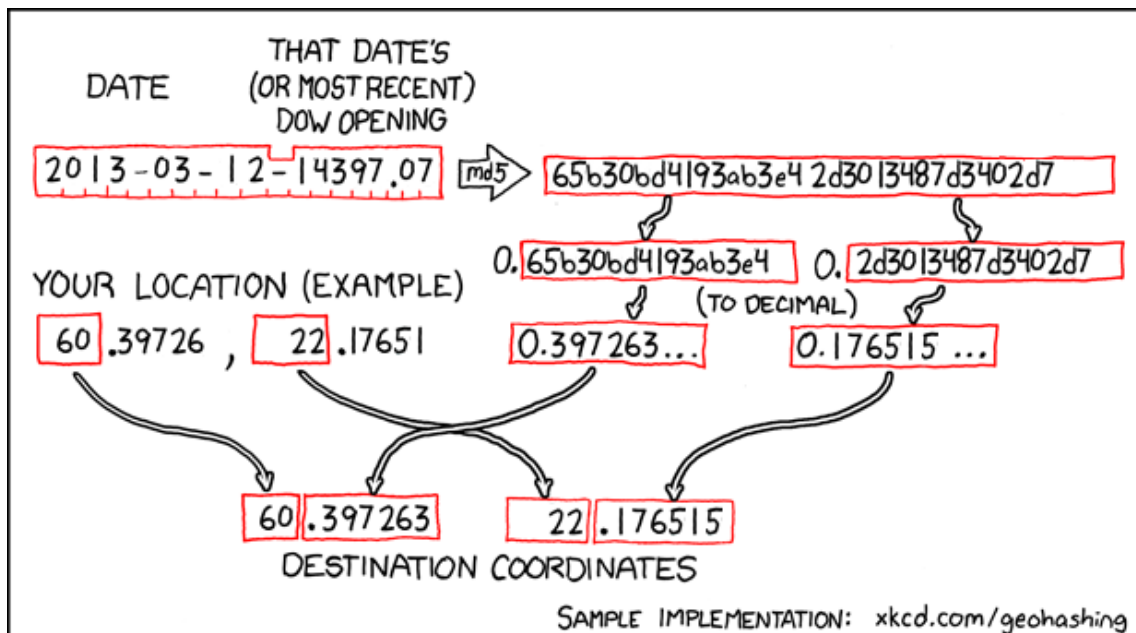 DATE
THAT DATE'S
(OR MOST RECENT)
DOW OPENING
2013-03-12-14397.07
md5
65b30bd4193ab3e42d3013487d3402d7
0.65b30bd4193ab3e4
0.2d3013487d3402d7
YOUR LOCATION (EXAMPLE)
(TO DECIMAL)
60.39726, 22.17651
0.397263...
0.176515...
60.397263
22.176515
DESTINATION COORDINATES
SAMPLE IMPLEMENTATION: xkcd.com/geohashing